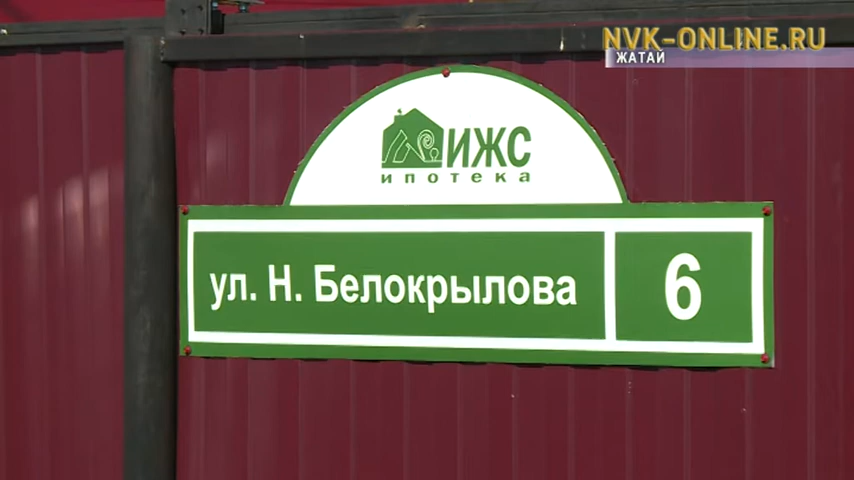 NVK-ONLINE.RU
ЖАТАЙ
ИЖС
ипотека
ул. Н. Белокрылова
6